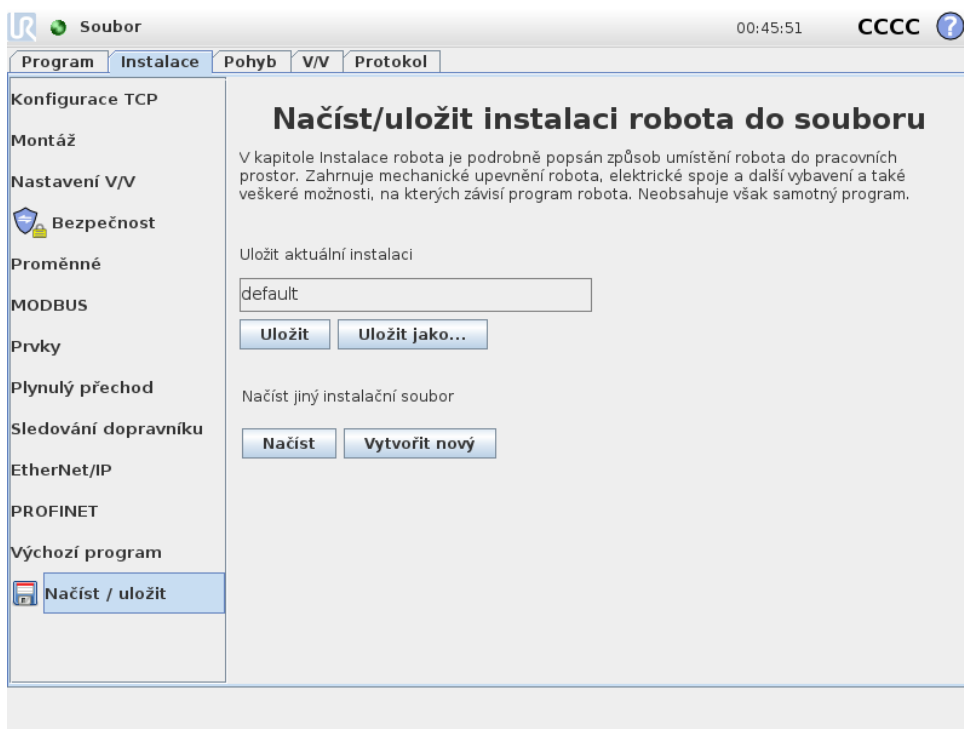 Soubor
00:45:51
CCCC
?
Program
Instalace
Pohyb
V/V
Protokol
Konfigurace TCP
Montáž
Nastavení V/V
Bezpečnost
Proměnné
MODBUS
Prvky
Plynulý přechod
Sledování dopravníku
EtherNet/IP
PROFINET
Výchozí program
Načíst / uložit
Načíst/uložit instalaci robota do souboru
V kapitole Instalace robota je podrobně popsán způsob umístění robota do pracovních
prostor. Zahrnuje mechanické upevnění robota, elektrické spoje a další vybavení a také
veškeré možnosti, na kterých závisí program robota. Neobsahuje však samotný program.
Uložit aktuální instalaci
default
Uložit
Uložit jako...
Načíst jiný instalační soubor
Načíst
Vytvořit nový